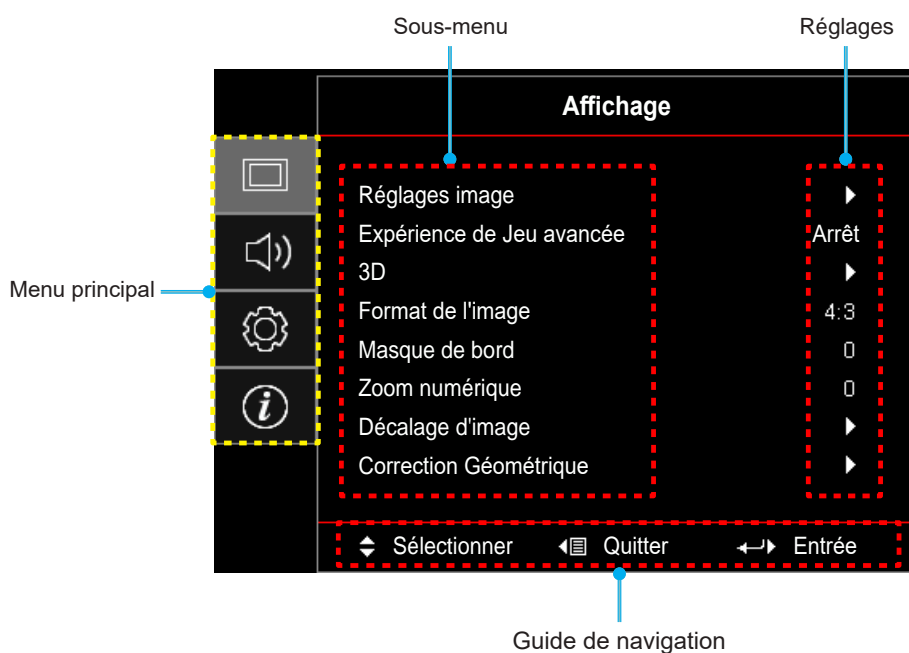 Sous-menu Réglages
Affichage
Réglages image
Expérience de Jeu avancée Arrêt
3D
Menu principal
Format de l'image 4:3
Masque de bord 0
Zoom numérique 0
Décalage d'image
Correction Géométrique
Sélectionner Quitter Entrée
Guide de navigation